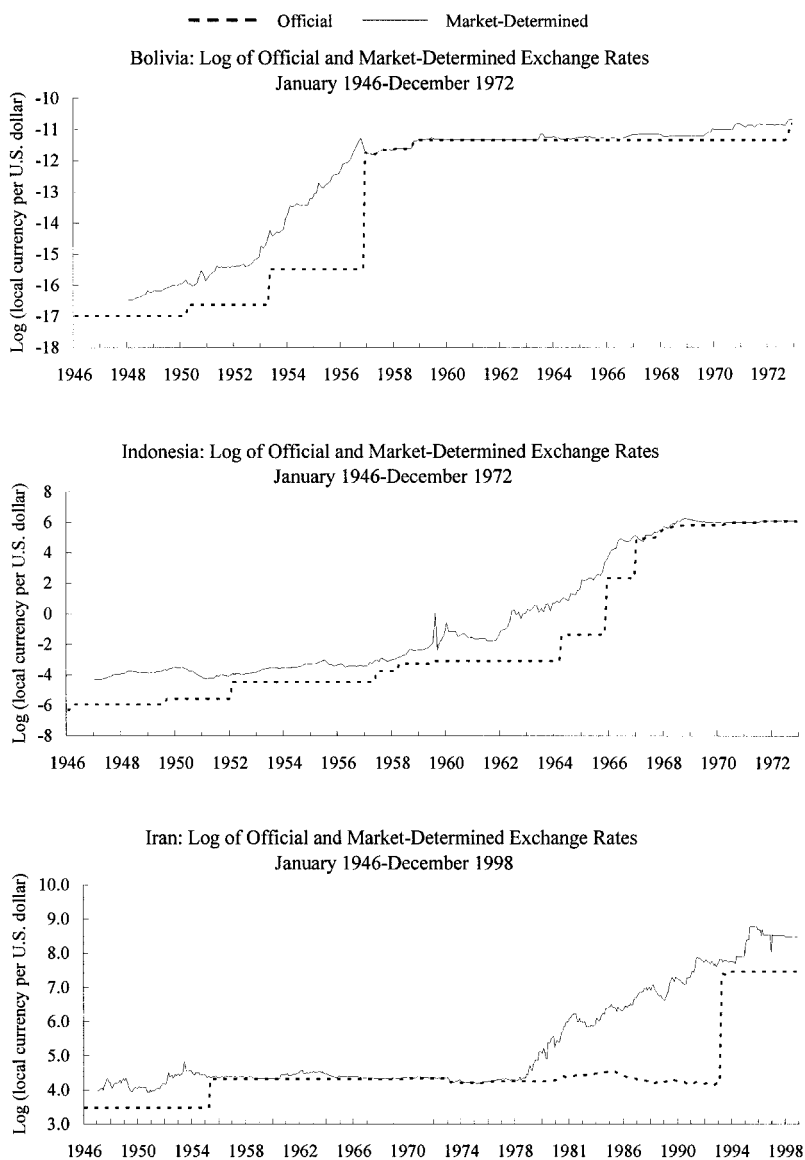 Official Market-Determined
Bolivia: Log of Official and Market-Determined Exchange Rates
January 1946-December 1972
Log (local currency per U.S. dollar)
-10
-11
-12
-13
-14
-15
-16
-17
-18
1946 1948 1950 1952 1954 1956 1958 1960 1962 1964 1966 1968 1970 1972
Indonesia: Log of Official and Market-Determined Exchange Rates
January 1946-December 1972
Log (local currency per U.S. dollar)
8
6
4
2
0
-2
-4
-6
-8
1946 1948 1950 1952 1954 1956 1958 1960 1962 1964 1966 1968 1970 1972
Iran: Log of Official and Market-Determined Exchange Rates
January 1946-December 1998
Log (local currency per U.S. dollar)
10.0
9.0
8.0
7.0
6.0
5.0
4.0
3.0
1946 1950 1954 1958 1962 1966 1970 1974 1978 1981 1986 1990 1994 1998